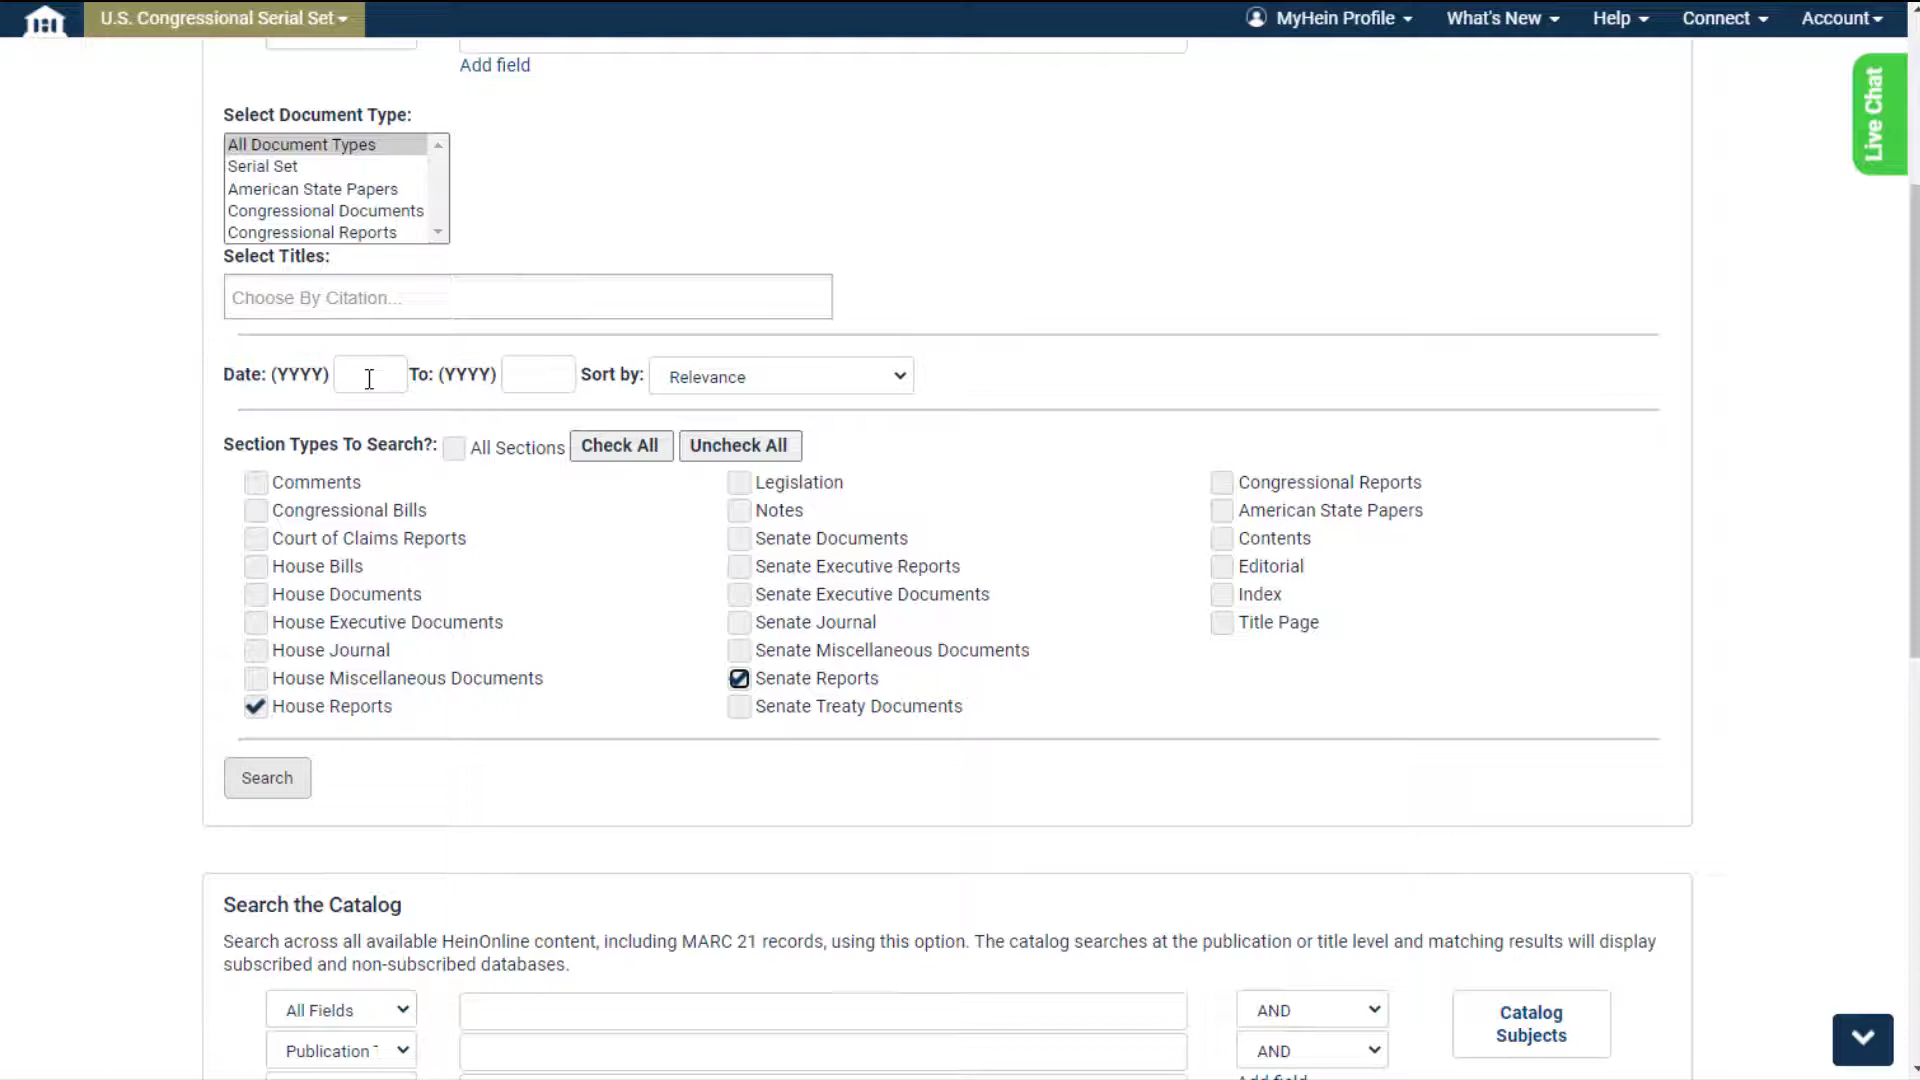 U.S. Congressional Serial Set
MyHein Profile
What's New
Help
Connect
Account
Live Chat
Add field
Select Document Type:
All Document Types
Serial Set
American State Papers
Congressional Documents
Congressional Reports
Select Titles:
Choose By Citation...
Date: (YYYY) To: (YYYY) Sort by: Relevance
Section Types To Search?: All Sections Check All Uncheck All
Comments
Congressional Bills
Court of Claims Reports
House Bills
House Documents
House Executive Documents
House Journal
House Miscellaneous Documents
House Reports
Legislation
Notes
Senate Documents
Senate Executive Reports
Senate Executive Documents
Senate Journal
Senate Miscellaneous Documents
Senate Reports
Senate Treaty Documents
Congressional Reports
American State Papers
Contents
Editorial
Index
Title Page
Search
Search the Catalog
Search across all available HeinOnline content, including MARC 21 records, using this option. The catalog searches at the publication or title level and matching results will display
subscribed and non-subscribed databases.
All Fields
AND
Catalog
Subjects
Publication
AND
Add field